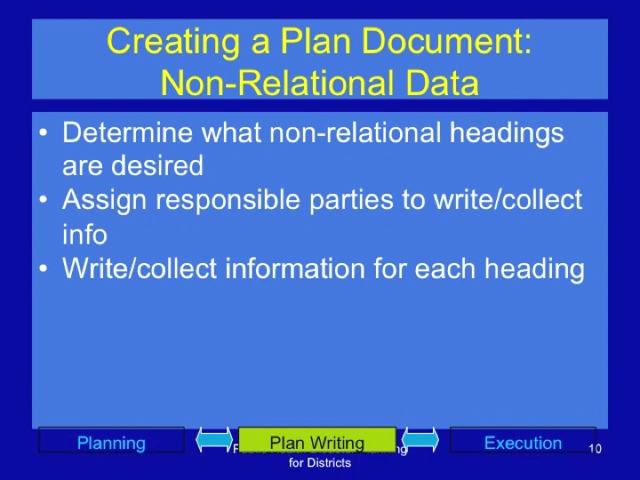 Creating a Plan Document:
Non-Relational Data
• Determine what non-relational headings
are desired
• Assign responsible parties to write/collect
info
• Write/collect information for each heading
Planning
Plan Writing
Execution
10
for Districts